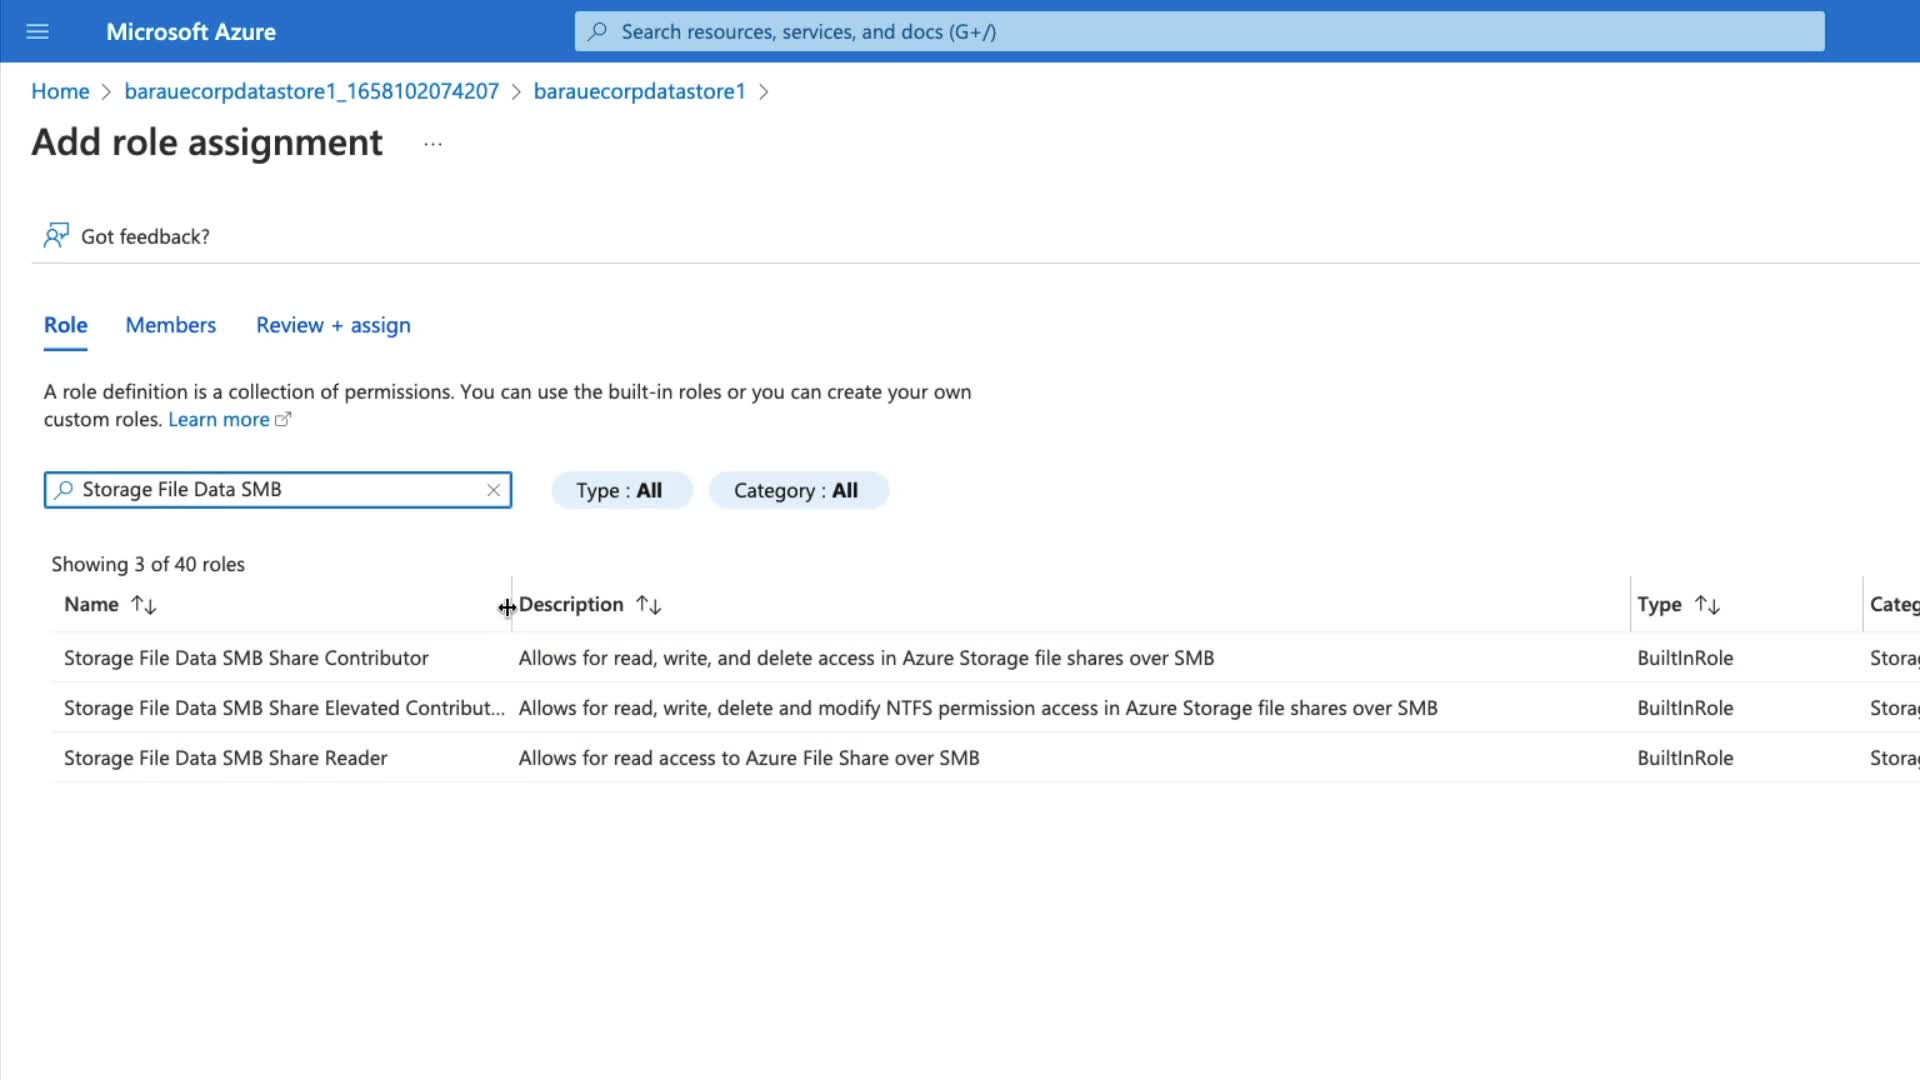 Microsoft Azure
Search resources, services, and docs (G+/)
Home > barauecorpdatastore1_1658102074207 > barauecorpdatastore1 >
Add role assignment ...
Got feedback?
Role Members Review + assign
A role definition is a collection of permissions. You can use the built-in roles or you can create your own
custom roles. Learn more
Storage File Data SMB
Type : All
Category : All
Showing 3 of 40 roles
Name Description Type Categ
Storage File Data SMB Share Contributor Allows for read, write, and delete access in Azure Storage file shares over SMB BuiltInRole Storag
Storage File Data SMB Share Elevated Contribut... Allows for read, write, delete and modify NTFS permission access in Azure Storage file shares over SMB BuiltInRole Storag
Storage File Data SMB Share Reader Allows for read access to Azure File Share over SMB BuiltInRole Storag